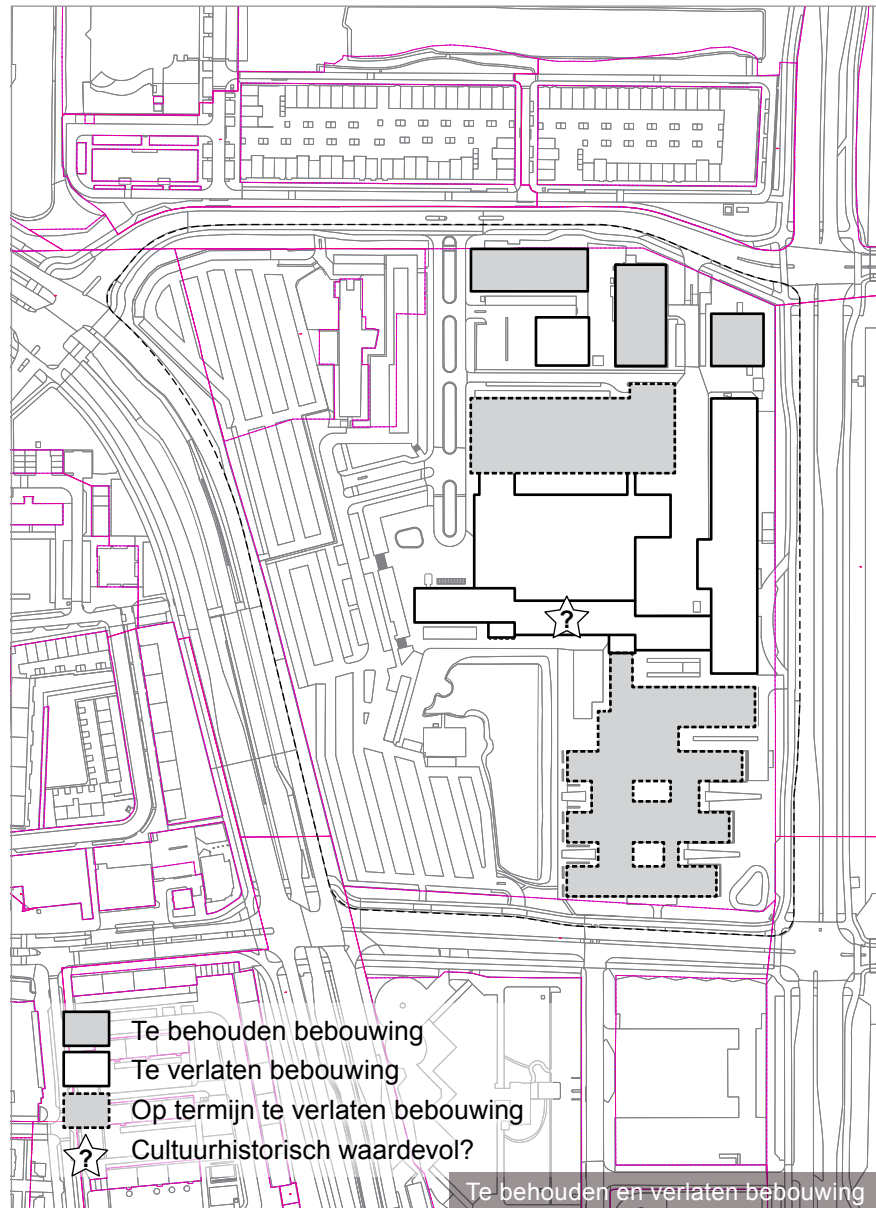 ?
Te behouden bebouwing
Te verlaten bebouwing
Op termijn te verlaten bebouwing
? Cultuurhistorisch waardevol?
Te behouden en verlaten bebouwing